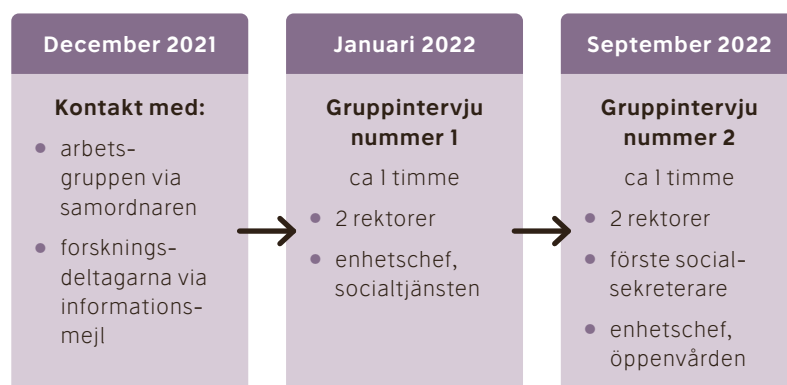 December 2021
Kontakt med:
arbets-
gruppen via
samordnaren
forsknings-
deltagarna via
informations-
mejl
Januari 2022
Gruppintervju
nummer 1
ca 1 timme
2 rektorer
enhetschef,
socialtjänsten
September 2022
Gruppintervju
nummer 2
ca 1 timme
2 rektorer
förste social-
sekreterare
enhetschef,
öppenvården